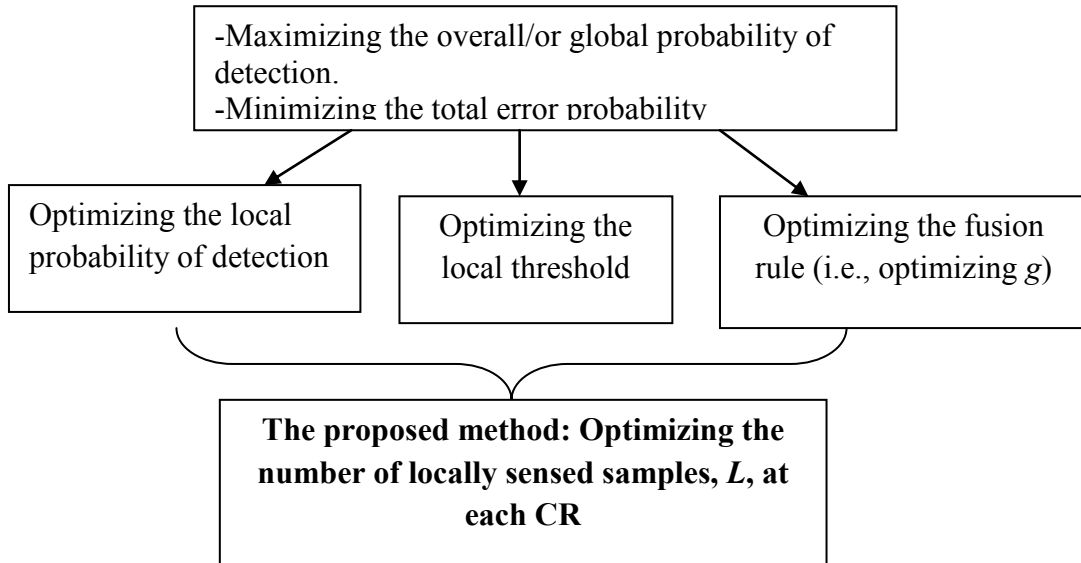 -Maximizing the overall/or global probability of
detection.
-Minimizing the total error probability
Optimizing the local
probability of detection
Optimizing the
local threshold
Optimizing the fusion
rule (i.e., optimizing g)
The proposed method: Optimizing the
number of locally sensed samples, L, at
each CR